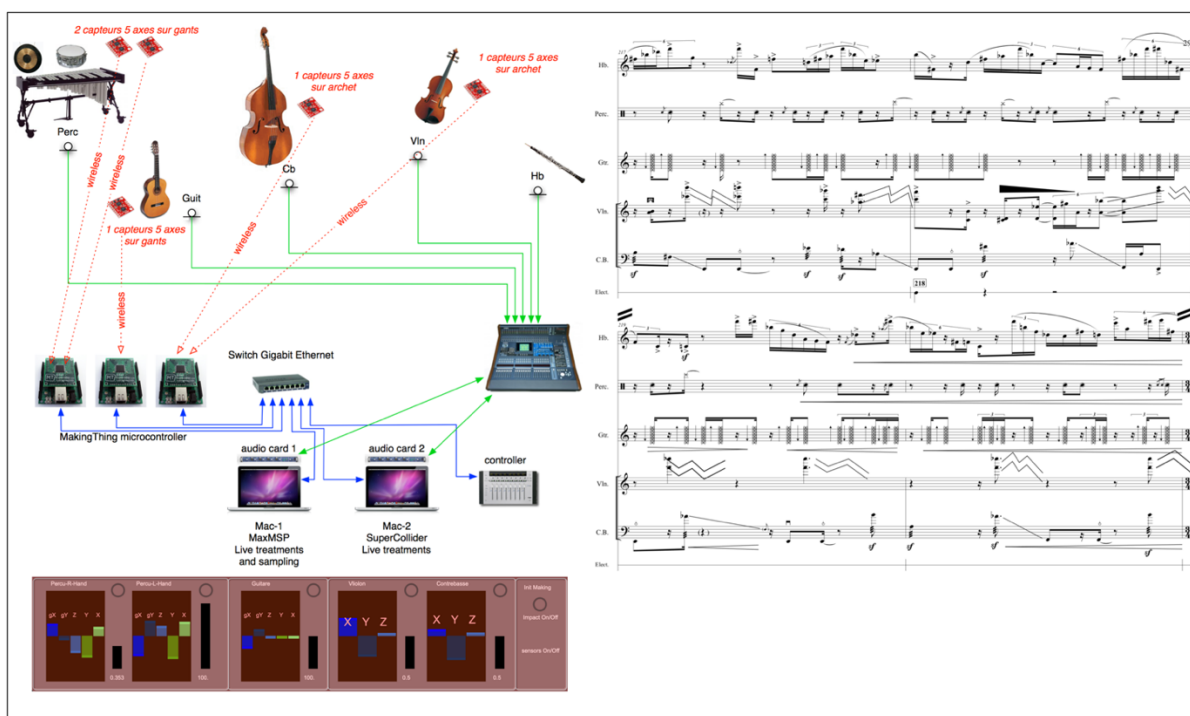 2 capteurs 5 axes sur gants
1 capteurs 5 axes
sur archet
1 capteurs 5 axes
sur archet
Perc
Vln
Cb
Hb
Guit
wireless
wireless
wireless
wireless
wireless
1 capteurs 5 axes
sur gants
Switch Gigabit Ethernet
MakingThing microcontroller
audio card 1
audio card 2
controller
Mac-1
MaxMSP
Live treatments
and sampling
Mac-2
SuperCollider
Live treatments
Percu-R-Hand
Percu-L-Hand
Guitare
Violon
Contrebasse
Init Making
gX gY Z Y X
gX gY Z Y X
gX gY Z Y X
X Y Z
X Y Z
Impact On/Off
sensors On/Off
0.353
100.
100.
0.5
Hb.
Perc.
Gtr.
Vln.
C.B.
Elect.
218
Hb.
Perc.
Gtr.
Vln.
C.B.
Elect.